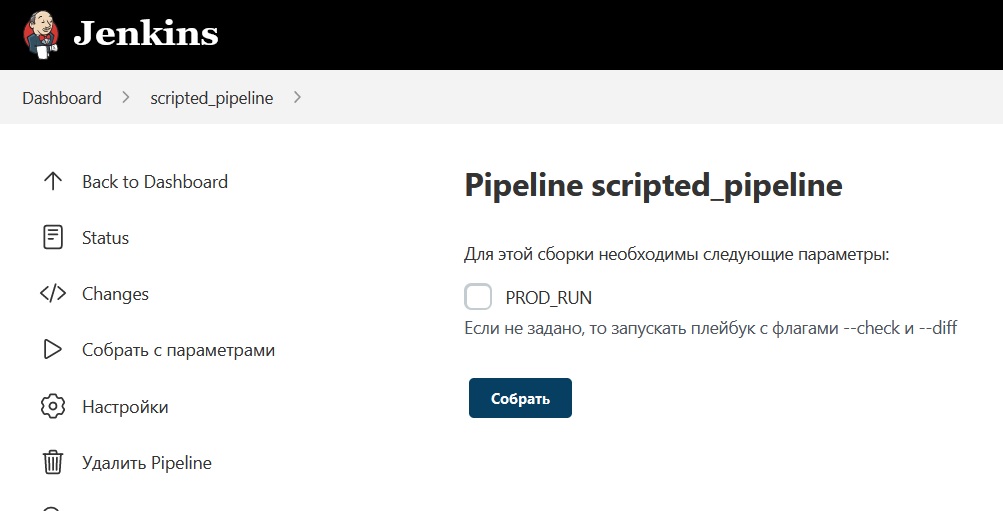 Jenkins
Dashboard
scripted_pipeline
Back to Dashboard
Status
Changes
Собрать с параметрами
Настройки
Удалить Pipeline
Pipeline scripted_pipeline
Для этой сборки необходимы следующие параметры:
PROD_RUN
Если не задано, то запускать плейбук с флагами --check и --diff
Собрать